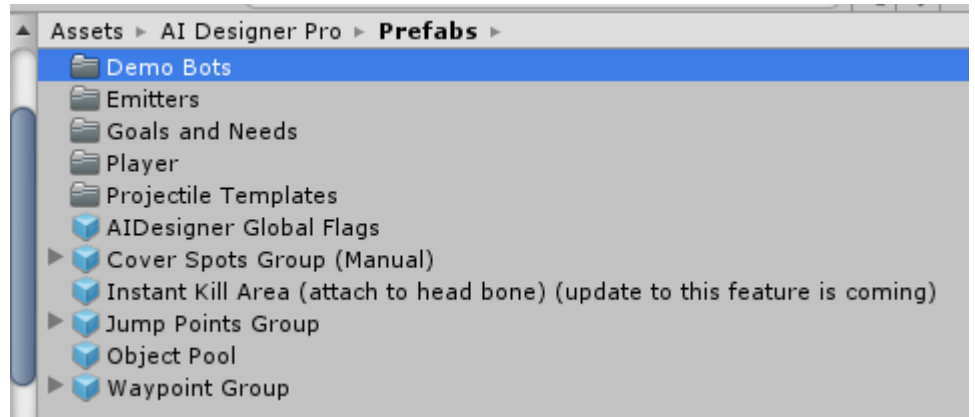 Assets ▸ AI Designer Pro ▸ Prefabs ▸
Demo Bots
Emitters
Goals and Needs
Player
Projectile Templates
AIDesigner Global Flags
Cover Spots Group (Manual)
Instant Kill Area (attach to head bone) (update to this feature is coming)
Jump Points Group
Object Pool
Waypoint Group